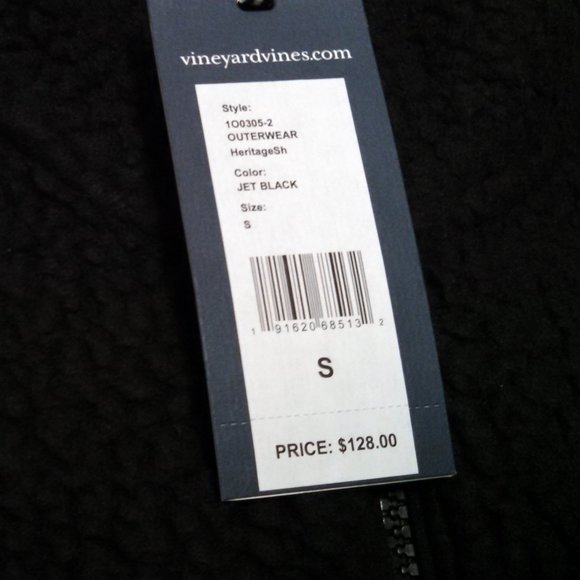 vineyardvines.com
Style:
1O0305-2
OUTERWEAR
HeritageSh
Color:
JET BLACK
Size:
S
1 91620 68513 2
S
PRICE: $128.00